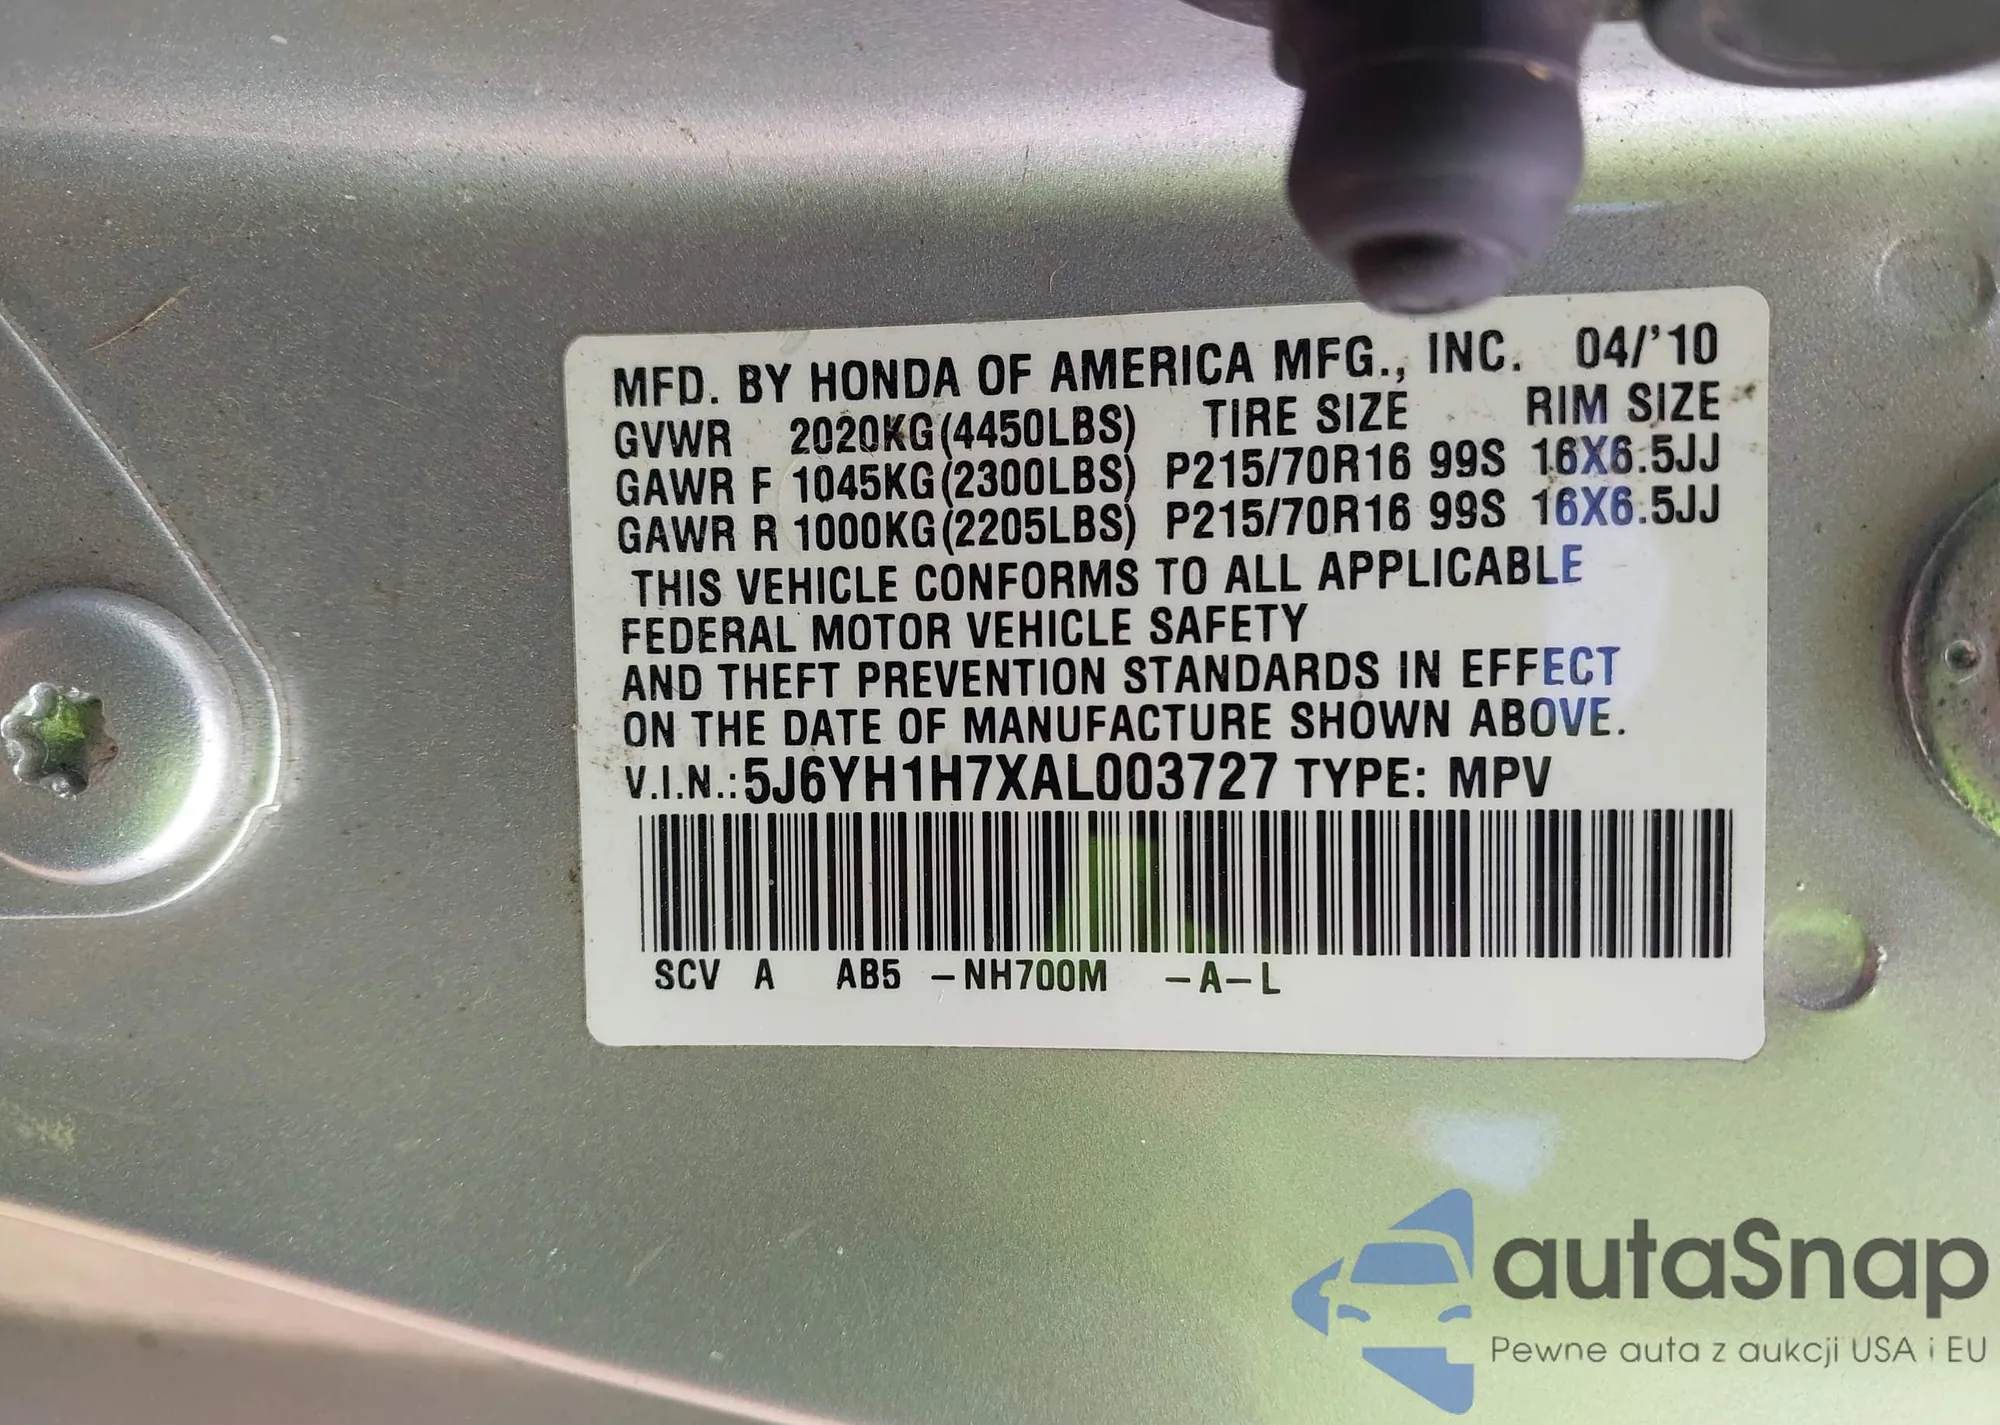 MFD. BY HONDA OF AMERICA MFG., INC. 04/'10
GVWR 2020KG(4450LBS) TIRE SIZE RIM SIZE
GAWR F 1045KG(2300LBS) P215/70R16 99S 16X6.5JJ
GAWR R 1000KG(2205LBS) P215/70R16 99S 16X6.5JJ
THIS VEHICLE CONFORMS TO ALL APPLICABLE
FEDERAL MOTOR VEHICLE SAFETY
AND THEFT PREVENTION STANDARDS IN EFFECT
ON THE DATE OF MANUFACTURE SHOWN ABOVE.
V.I.N.:5J6YH1H7XAL003727 TYPE: MPV
SCV A AB5 -NH700M -A-L
autaSnap
Pewne auta z aukcji USA i EU